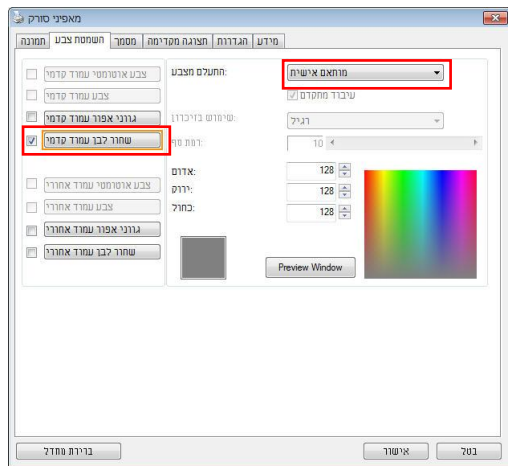 מאפיני סורק
תמונה השמטת צבע מסמך תצוגה מקדימה הגדרות מידע
צבע אוטומטי עמוד קדמי
צבע עמוד קדמי
גווני אפור עמוד קדמי
שחור לבן עמוד קדמי
צבע אוטומטי עמוד אחורי
צבע עמוד אחורי
גווני אפור עמוד אחורי
שחור לבן עמוד אחורי
התעלם מצבע:
מותאם אישית
עיבוד מתקדם
שימוש בזיכרון:
רגיל
רמת סף:
10
אדום:
128
ירוק:
128
כחול:
128
Preview Window
ברירת מחדל
אישור
בטל